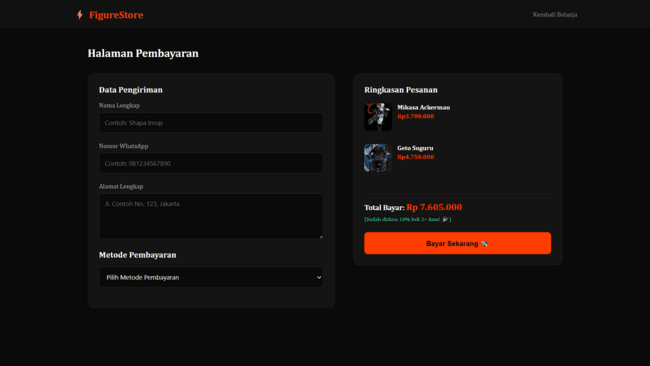 FigureStore
Kembali Belanja
Halaman Pembayaran
Data Pengiriman
Nama Lengkap
Contoh: Shapa Imup
Nomor WhatsApp
Contoh: 081234567890
Alamat Lengkap
Jl. Contoh No. 123, Jakarta
Metode Pembayaran
Pilih Metode Pembayaran
Ringkasan Pesanan
Mikasa Ackerman
Rp3.700.000
Geto Suguru
Rp4.750.000
Total Bayar: Rp 7.605.000
(Sudah diskon 10% beli 2+ item! 🎉 )
Bayar Sekarang 💸